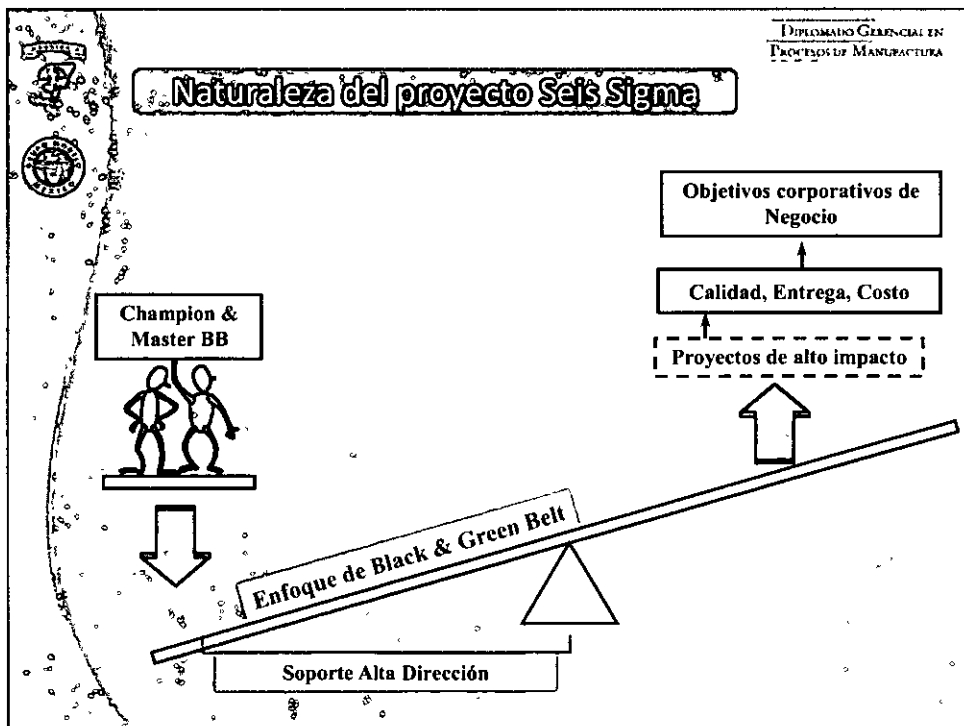 DIPLOMADO GERENCIAL EN
PROCESOS DE MANUFACTURA
Naturaleza del proyecto Seis Sigma
Objetivos corporativos de
Negocio
Calidad, Entrega, Costo
Proyectos de alto impacto
Champion &
Master BB
Enfoque de Black & Green Belt
Soporte Alta Dirección